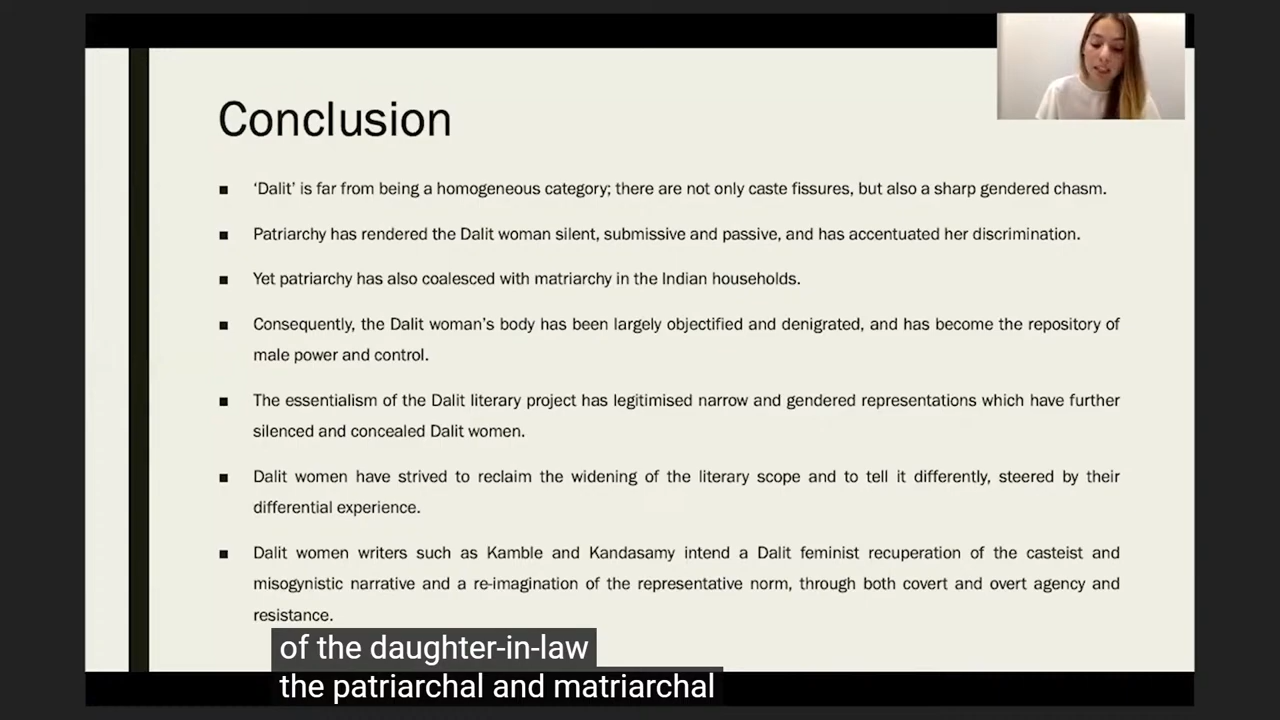 Conclusion
‘Dalit’ is far from being a homogeneous category; there are not only caste fissures, but also a sharp gendered chasm.
Patriarchy has rendered the Dalit woman silent, submissive and passive, and has accentuated her discrimination.
Yet patriarchy has also coalesced with matriarchy in the Indian households.
Consequently, the Dalit woman’s body has been largely objectified and denigrated, and has become the repository of
male power and control.
The essentialism of the Dalit literary project has legitimised narrow and gendered representations which have further
silenced and concealed Dalit women.
Dalit women have strived to reclaim the widening of the literary scope and to tell it differently, steered by their
differential experience.
Dalit women writers such as Kamble and Kandasamy intend a Dalit feminist recuperation of the casteist and
misogynistic narrative and a re-imagination of the representative norm, through both covert and overt agency and
resistance.
of the daughter-in-law
the patriarchal and matriarchal